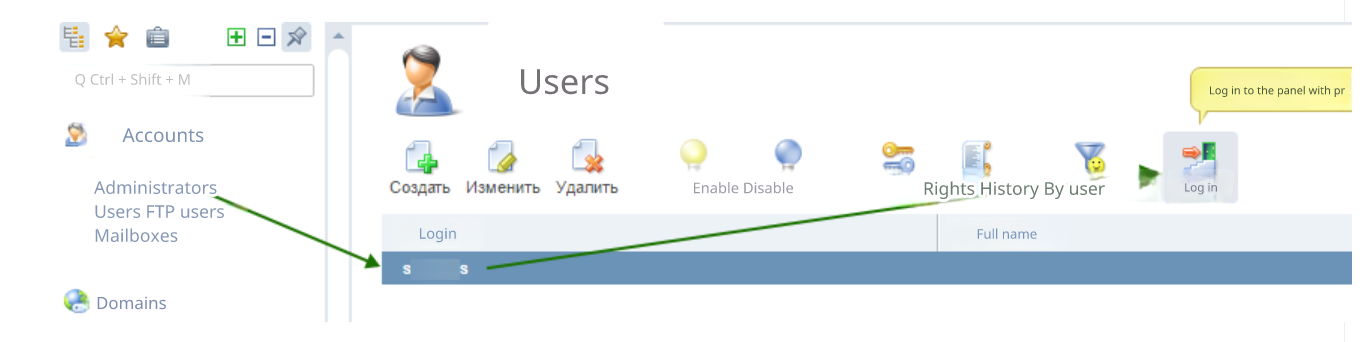 Q Ctrl + Shift + M
Accounts
Administrators
Users FTP users
Mailboxes
Domains
Users
Log in to the panel with pr
Создать Изменить Удалить Enable Disable Rights History By user Log in
Login Full name
s s